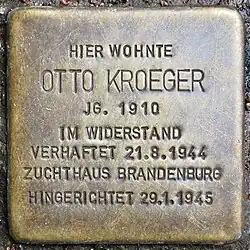 HIER WOHNTE
OTTO KROEGER
JG. 1910
IM WIDERSTAND
VERHAFTET 21.8.1944
ZUCHTHAUS BRANDENBURG
HINGERICHTET 29.1.1945